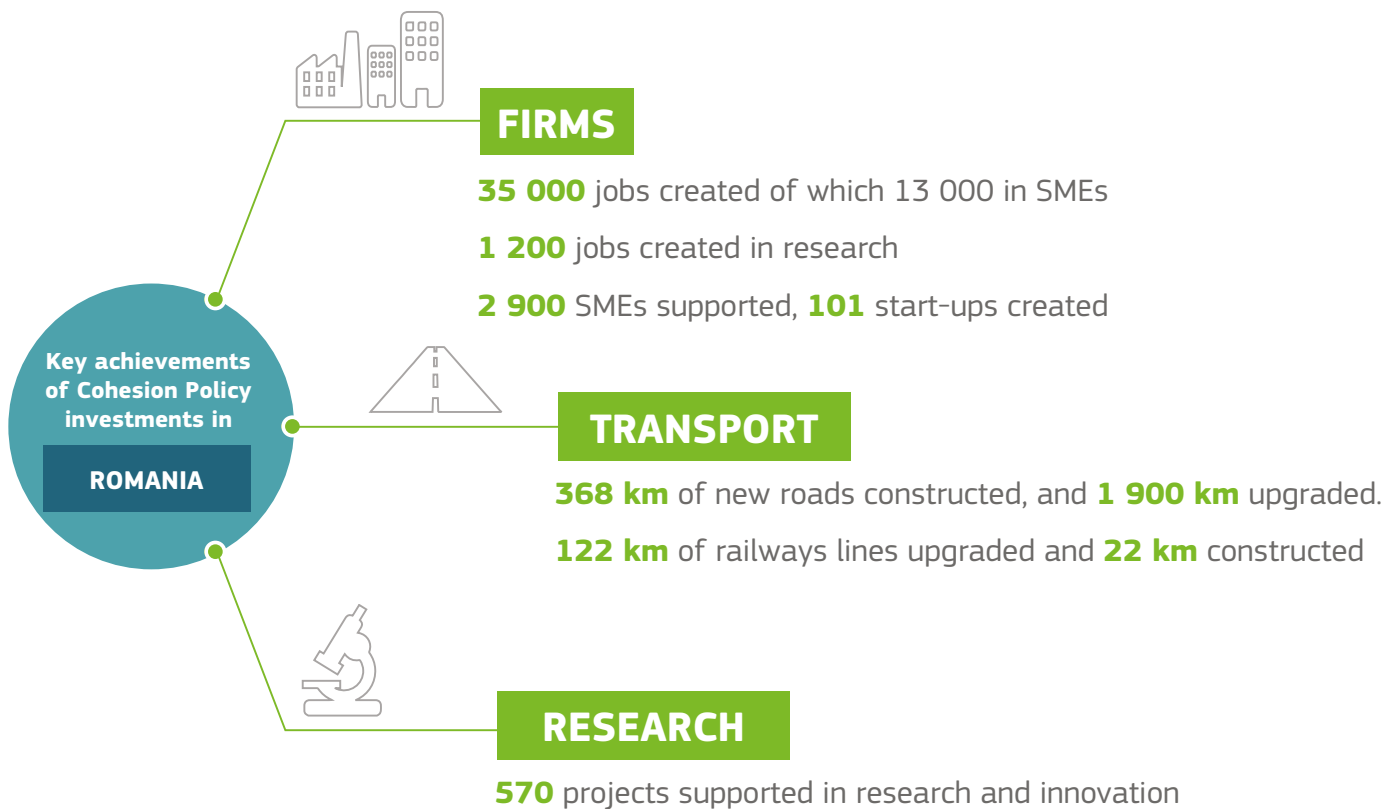 Key achievements
of Cohesion Policy
investments in
ROMANIA
FIRMS
35 000 jobs created of which 13 000 in SMEs
1 200 jobs created in research
2 900 SMEs supported, 101 start-ups created
TRANSPORT
368 km of new roads constructed, and 1 900 km upgraded.
122 km of railways lines upgraded and 22 km constructed
RESEARCH
570 projects supported in research and innovation